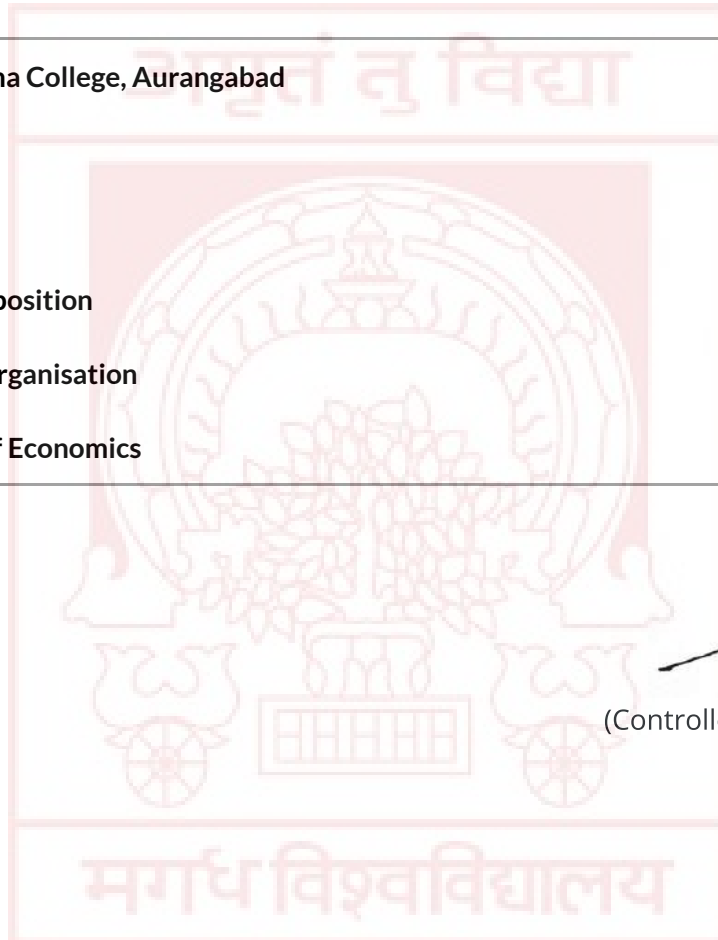 अमृतं तु विद्या
na College, Aurangabad
position
rganisation
f Economics
(Controll
मगध विश्वविद्यालय